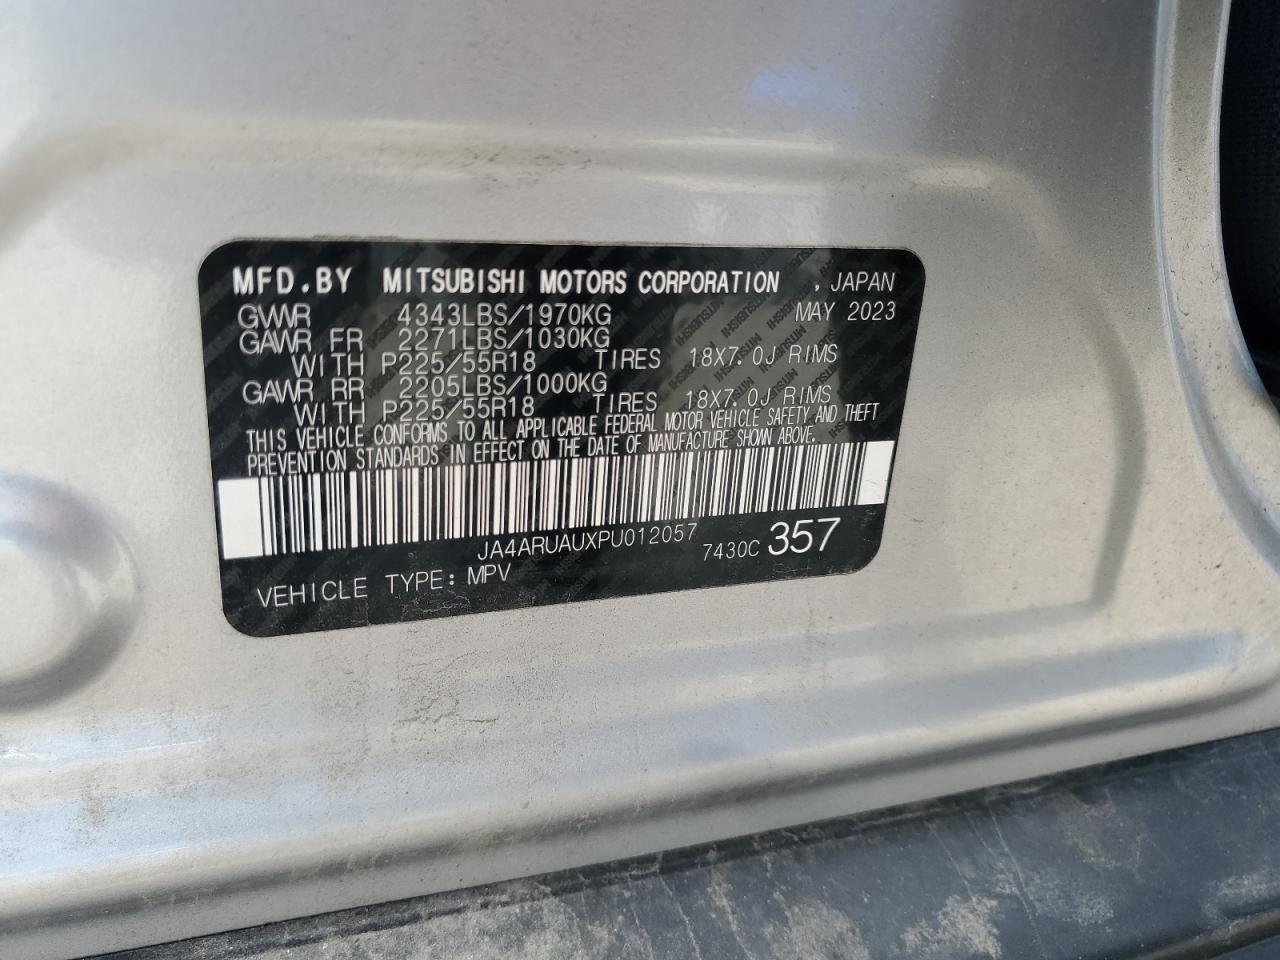 MFD.BY MITSUBISHI MOTORS CORPORATION , JAPAN
GVWR 4343LBS/1970KG MAY 2023
GAWR FR 2271LBS/1030KG
WITH P225/55R18 TIRES 18X7.0J RIMS
GAWR RR 2205LBS/1000KG
WITH P225/55R18 TIRES 18X7.0J RIMS
THIS VEHICLE CONFORMS TO ALL APPLICABLE FEDERAL MOTOR VEHICLE SAFETY AND THEFT
PREVENTION STANDARDS IN EFFECT ON THE DATE OF MANUFACTURE SHOWN ABOVE.
JA4ARUAUXPU012057
7430C 357
VEHICLE TYPE: MPV